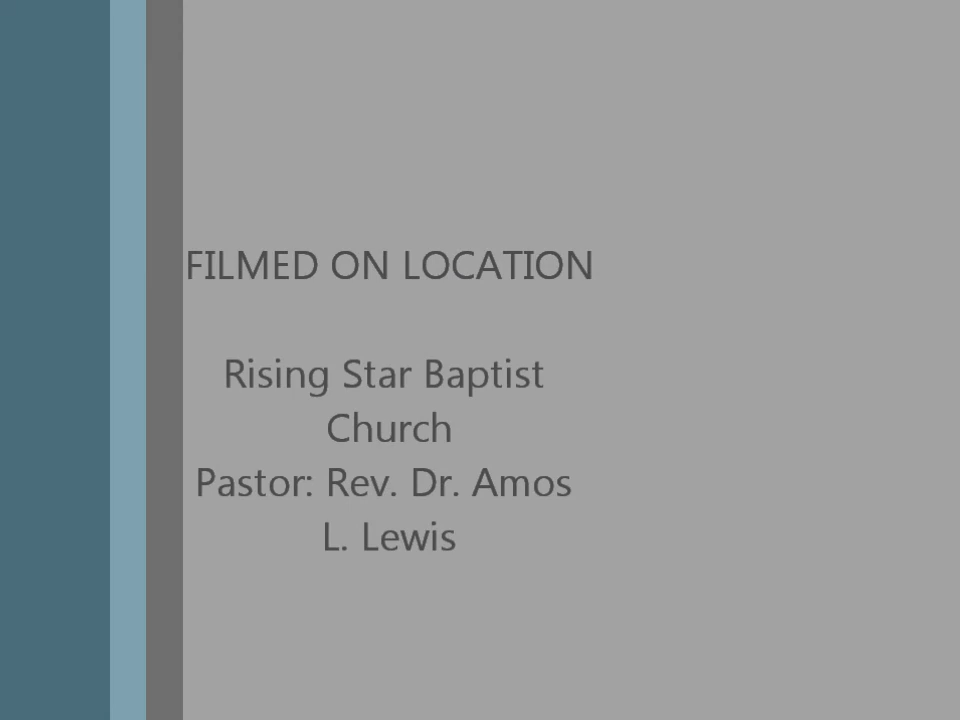 FILMED ON LOCATION
Rising Star Baptist
Church
Pastor: Rev. Dr. Amos
L. Lewis